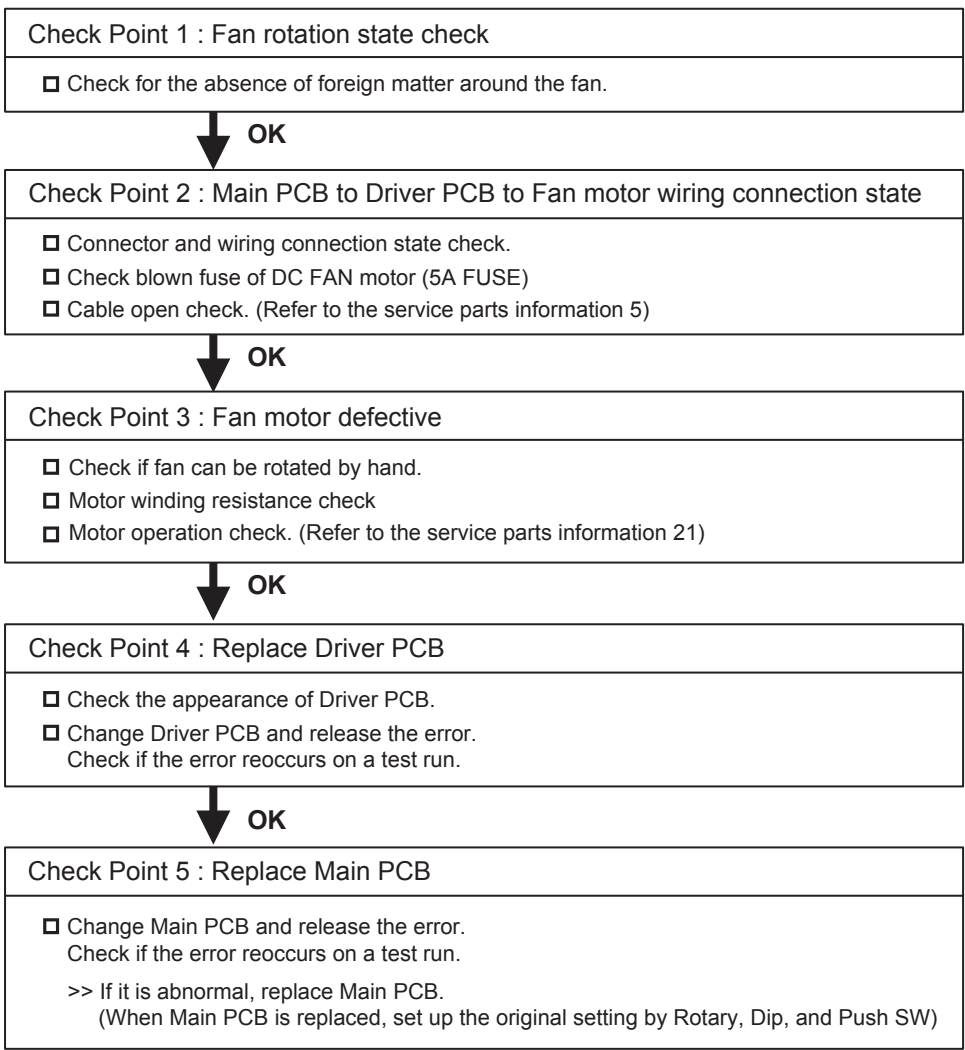 Check Point 1 : Fan rotation state check
Check for the absence of foreign matter around the fan.
OK
Check Point 2 : Main PCB to Driver PCB to Fan motor wiring connection state
Connector and wiring connection state check.
Check blown fuse of DC FAN motor (5A FUSE)
Cable open check. (Refer to the service parts information 5)
OK
Check Point 3 : Fan motor defective
Check if fan can be rotated by hand.
Motor winding resistance check
Motor operation check. (Refer to the service parts information 21)
OK
Check Point 4 : Replace Driver PCB
Check the appearance of Driver PCB.
Change Driver PCB and release the error.
Check if the error reoccurs on a test run.
OK
Check Point 5 : Replace Main PCB
Change Main PCB and release the error.
Check if the error reoccurs on a test run.
>> If it is abnormal, replace Main PCB.
(When Main PCB is replaced, set up the original setting by Rotary, Dip, and Push SW)